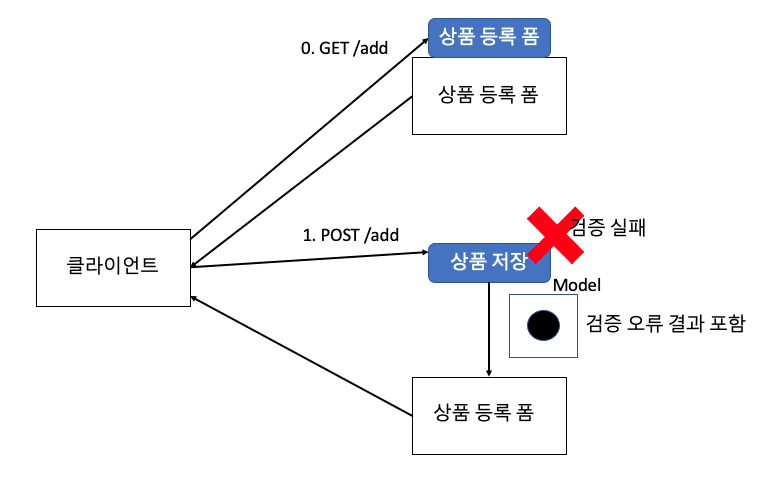 상품 등록 폼
0. GET /add
상품 등록 폼
1. POST /add
검증 실패
클라이언트
상품 저장
Model
검증 오류 결과 포함
상품 등록 폼